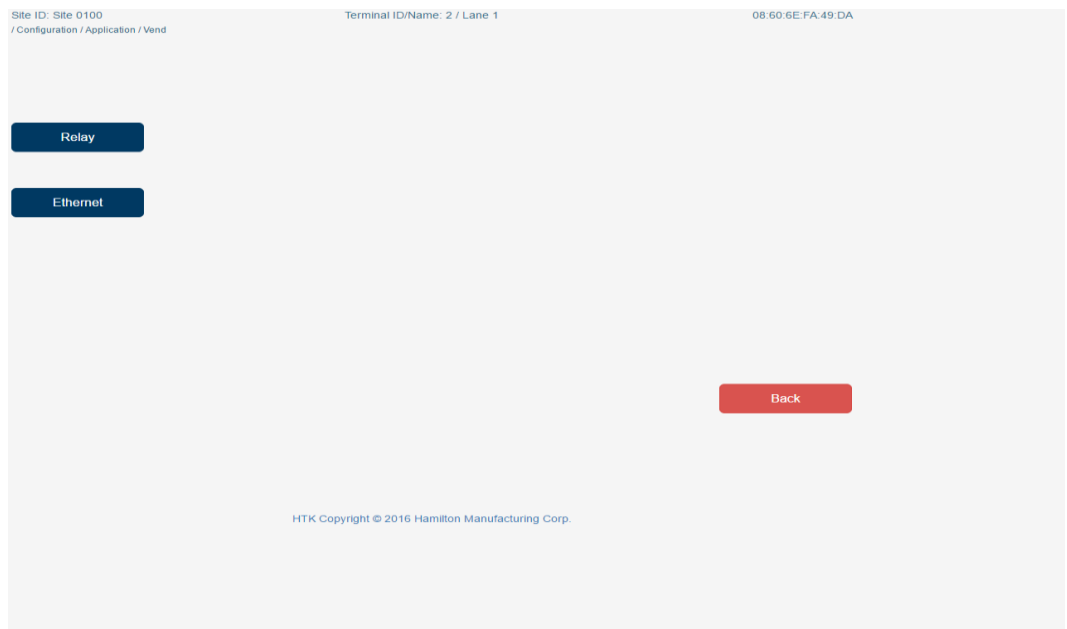 Site ID: Site 0100 Terminal ID/Name: 2 / Lane 1 08:60:6E:FA:49:DA
/ Configuration / Application / Vend
Relay
Ethernet
Back
HTK Copyright © 2016 Hamilton Manufacturing Corp.